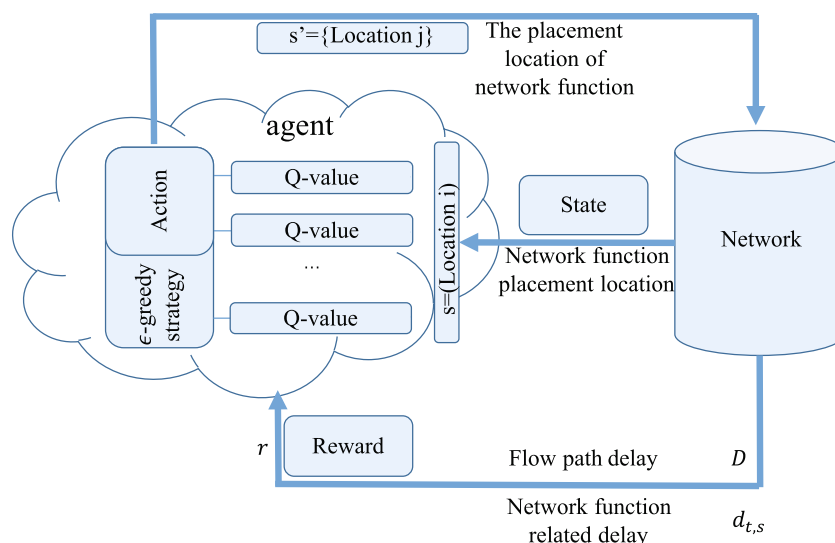 s’={Location j}
The placement
location of
network function
agent
Action
ϵ-greedy
strategy
Q-value
Q-value
...
Q-value
s=(Location i)
State
Network function
placement location
Network
r
Reward
Flow path delay
D
Network function
related delay
d_{t,s}